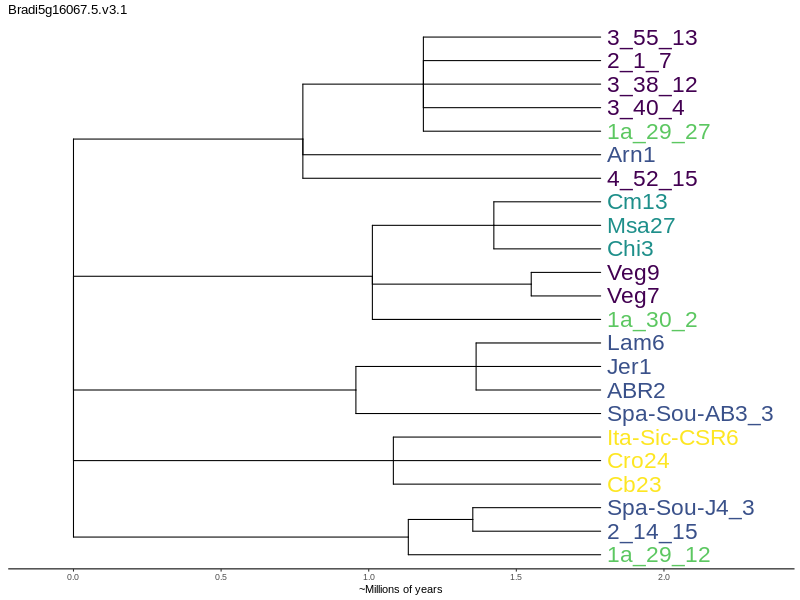 Bradi5g16067.5.v3.1
3_55_13
2_1_7
3_38_12
3_40_4
1a_29_27
Arn1
4_52_15
Cm13
Msa27
Chi3
Veg9
Veg7
1a_30_2
Lam6
Jer1
ABR2
Spa-Sou-AB3_3
Ita-Sic-CSR6
Cro24
Cb23
Spa-Sou-J4_3
2_14_15
1a_29_12
0.0 0.5 1.0 1.5 2.0
~Millions of years